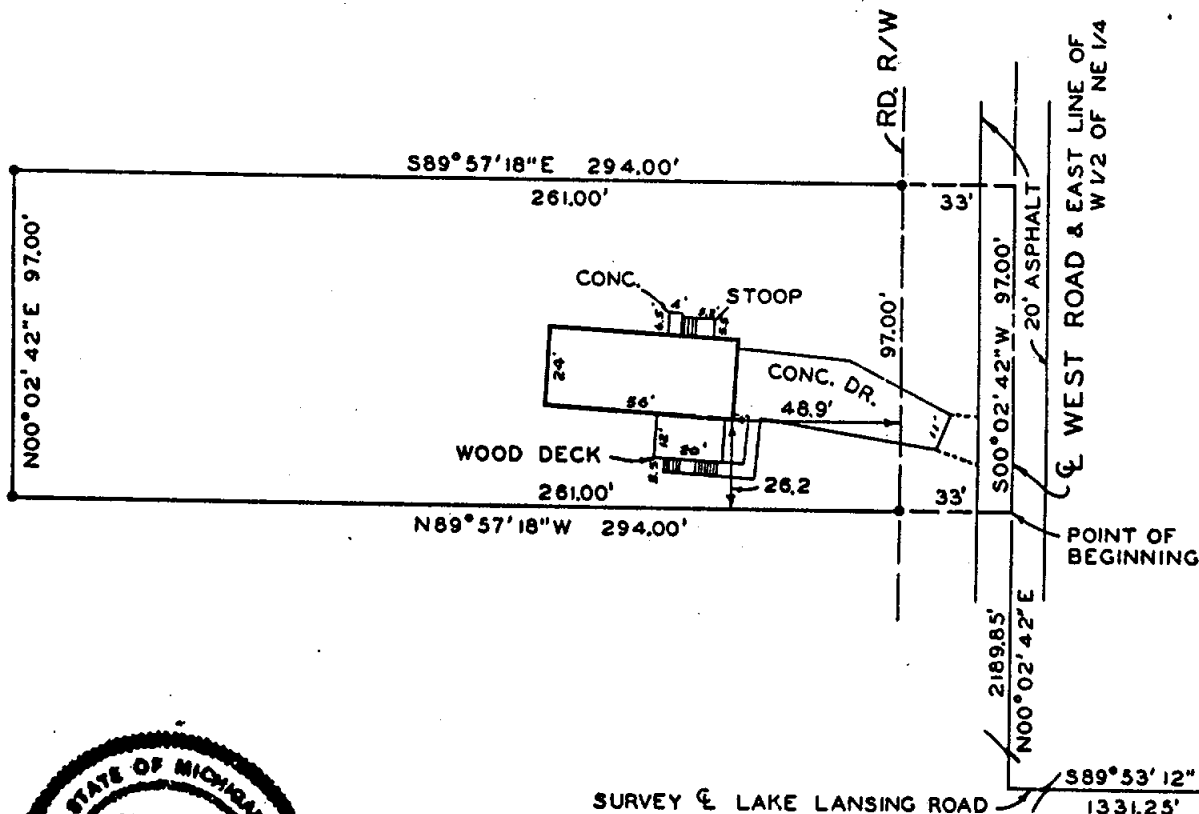 RD. R/W
WEST ROAD & EAST LINE OF
W 1/2 OF NE 1/4
S89°57'18"E 294.00'
261.00'
33'
20' ASPHALT
N00°02'42"E 97.00'
97.00'
S00°02'42"W 97.00'
CONC.
4'
STOOP
6.5'
5.5'
24'
56'
CONC. DR.
48.9'
12'
20'
WOOD DECK
26.2
261.00'
33'
N89°57'18"W 294.00'
POINT OF
BEGINNING
2189.85'
N00°02'42"E
S89°53'12"
1331.25'
SURVEY ℄ LAKE LANSING ROAD
STATE OF MICHIGAN